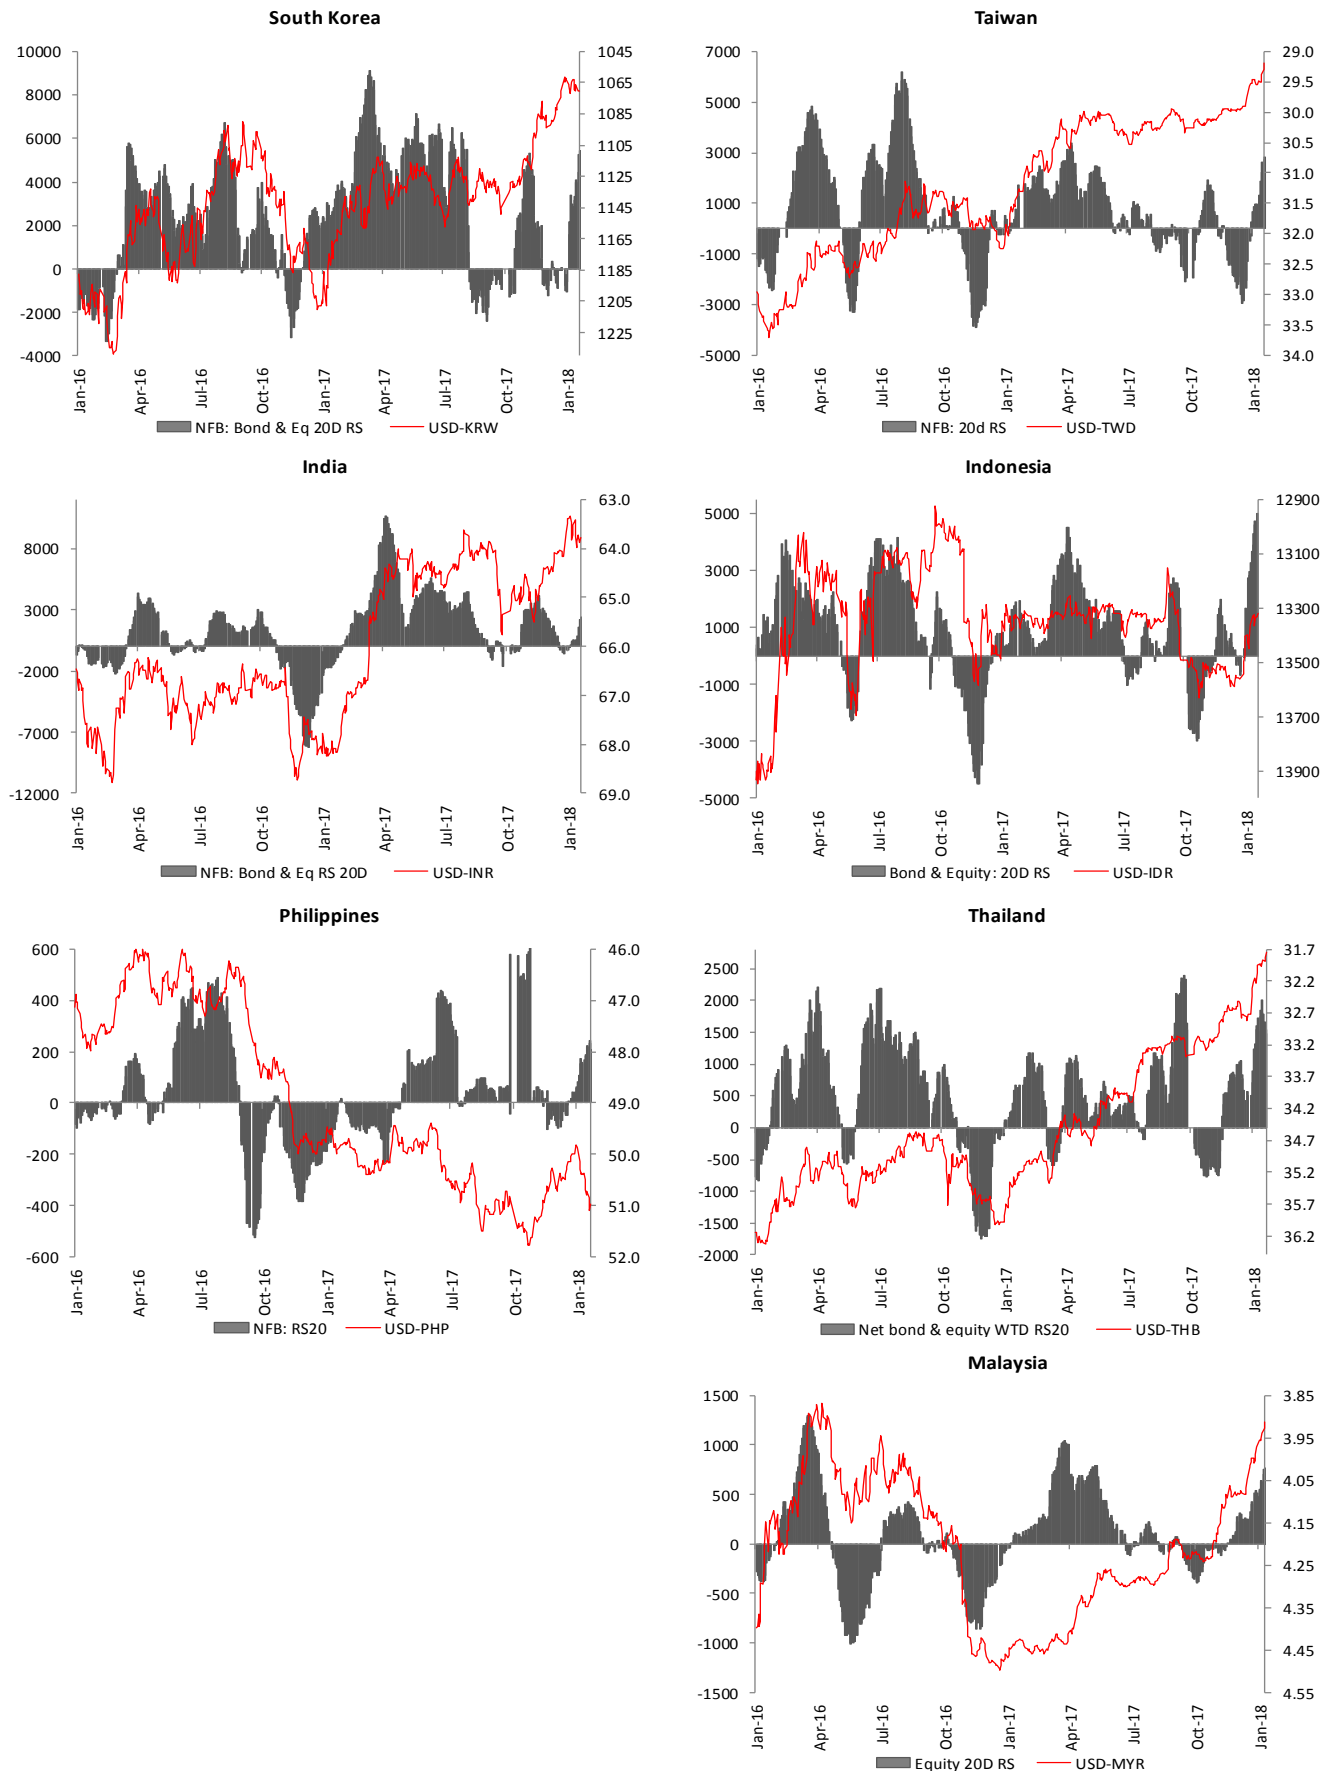 South Korea
10000
8000
6000
4000
2000
0
-2000
-4000
1045
1065
1085
1105
1125
1145
1165
1185
1205
1225
Jan-16
Apr-16
Jul-16
Oct-16
Jan-17
Apr-17
Jul-17
Oct-17
Jan-18
NFB: Bond & Eq 20D RS
USD-KRW
Taiwan
7000
5000
3000
1000
-1000
-3000
-5000
29.0
29.5
30.0
30.5
31.0
31.5
32.0
32.5
33.0
33.5
34.0
Jan-16
Apr-16
Jul-16
Oct-16
Jan-17
Apr-17
Jul-17
Oct-17
Jan-18
NFB: 20d RS
USD-TWD
India
8000
3000
-2000
-7000
-12000
63.0
64.0
65.0
66.0
67.0
68.0
69.0
Jan-16
Apr-16
Jul-16
Oct-16
Jan-17
Apr-17
Jul-17
Oct-17
Jan-18
NFB: Bond & Eq RS 20D
USD-INR
Indonesia
5000
3000
1000
-1000
-3000
-5000
12900
13100
13300
13500
13700
13900
Jan-16
Apr-16
Jul-16
Oct-16
Jan-17
Apr-17
Jul-17
Oct-17
Jan-18
Bond & Equity: 20D RS
USD-IDR
Philippines
600
400
200
0
-200
-400
-600
46.0
47.0
48.0
49.0
50.0
51.0
52.0
Jan-16
Apr-16
Jul-16
Oct-16
Jan-17
Apr-17
Jul-17
Oct-17
Jan-18
NFB: RS20
USD-PHP
Thailand
2500
2000
1500
1000
500
0
-500
-1000
-1500
-2000
31.7
32.2
32.7
33.2
33.7
34.2
34.7
35.2
35.7
36.2
Jan-16
Apr-16
Jul-16
Oct-16
Jan-17
Apr-17
Jul-17
Oct-17
Jan-18
Net bond & equity WTD RS20
USD-THB
Malaysia
1500
1000
500
0
-500
-1000
-1500
3.85
3.95
4.05
4.15
4.25
4.35
4.45
4.55
Jan-16
Apr-16
Jul-16
Oct-16
Jan-17
Apr-17
Jul-17
Oct-17
Jan-18
Equity 20D RS
USD-MYR